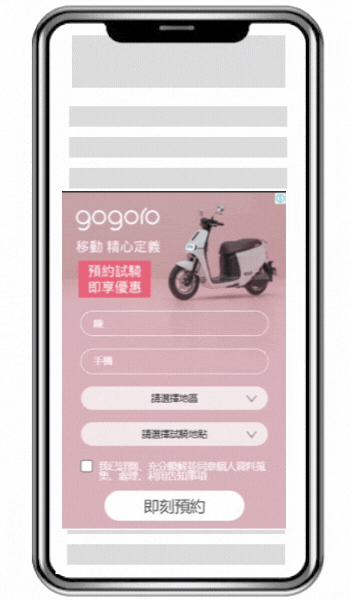 gogoro
移動 精心定義
預約試騎
即享優惠
手機
請選擇地區
請選擇試騎地點
我已詳閱、充分瞭解並同意個人資料蒐
集、處理、利用告知事項
即刻預約